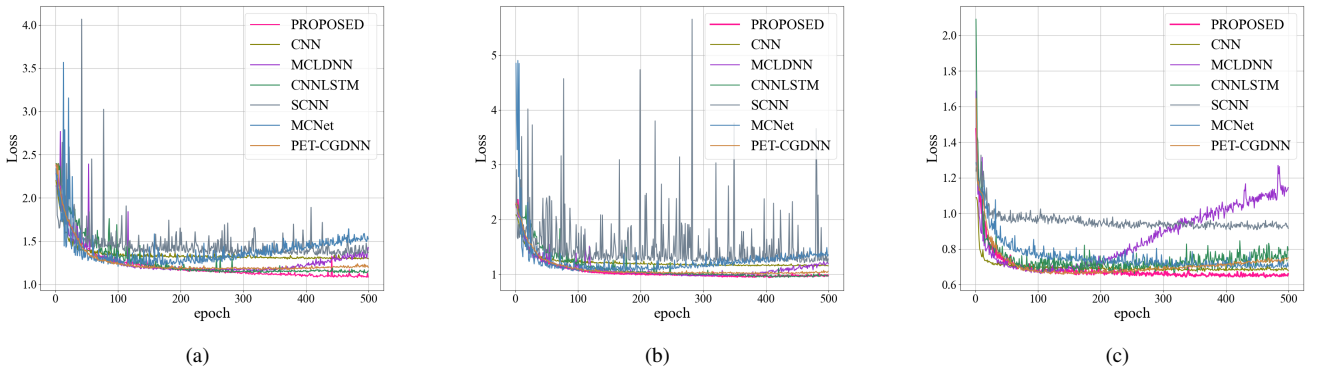 4.0
3.5
3.0
2.5
2.0
1.5
1.0
Loss
0
100
200
300
400
500
epoch
PROPOSED
CNN
MCLDNN
CNNLSTM
SCNN
MCNet
PET-CGDNN
(a)
5
4
3
2
1
Loss
0
100
200
300
400
500
epoch
PROPOSED
CNN
MCLDNN
CNNLSTM
SCNN
MCNet
PET-CGDNN
(b)
2.0
1.8
1.6
1.4
1.2
1.0
0.8
0.6
Loss
0
100
200
300
400
500
epoch
PROPOSED
CNN
MCLDNN
CNNLSTM
SCNN
MCNet
PET-CGDNN
(c)